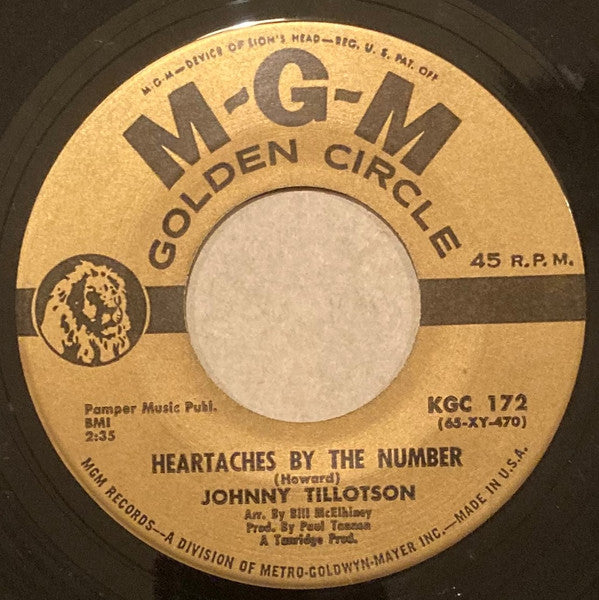 M-G-M—DEVICE OF LION'S HEAD—REG. U. S. PAT. OFF
M-G-M
GOLDEN CIRCLE
45 R.P.M.
Pamper Music Publ.
BMI
2:35
KGC 172
(65-XY-470)
HEARTACHES BY THE NUMBER
(Howard)
JOHNNY TILLOTSON
Arr. By Bill McElhiney
Prod. By Paul Tannen
A Tanridge Prod.
MGM RECORDS—A DIVISION OF METRO-GOLDWYN-MAYER INC.—MADE IN U.S.A.